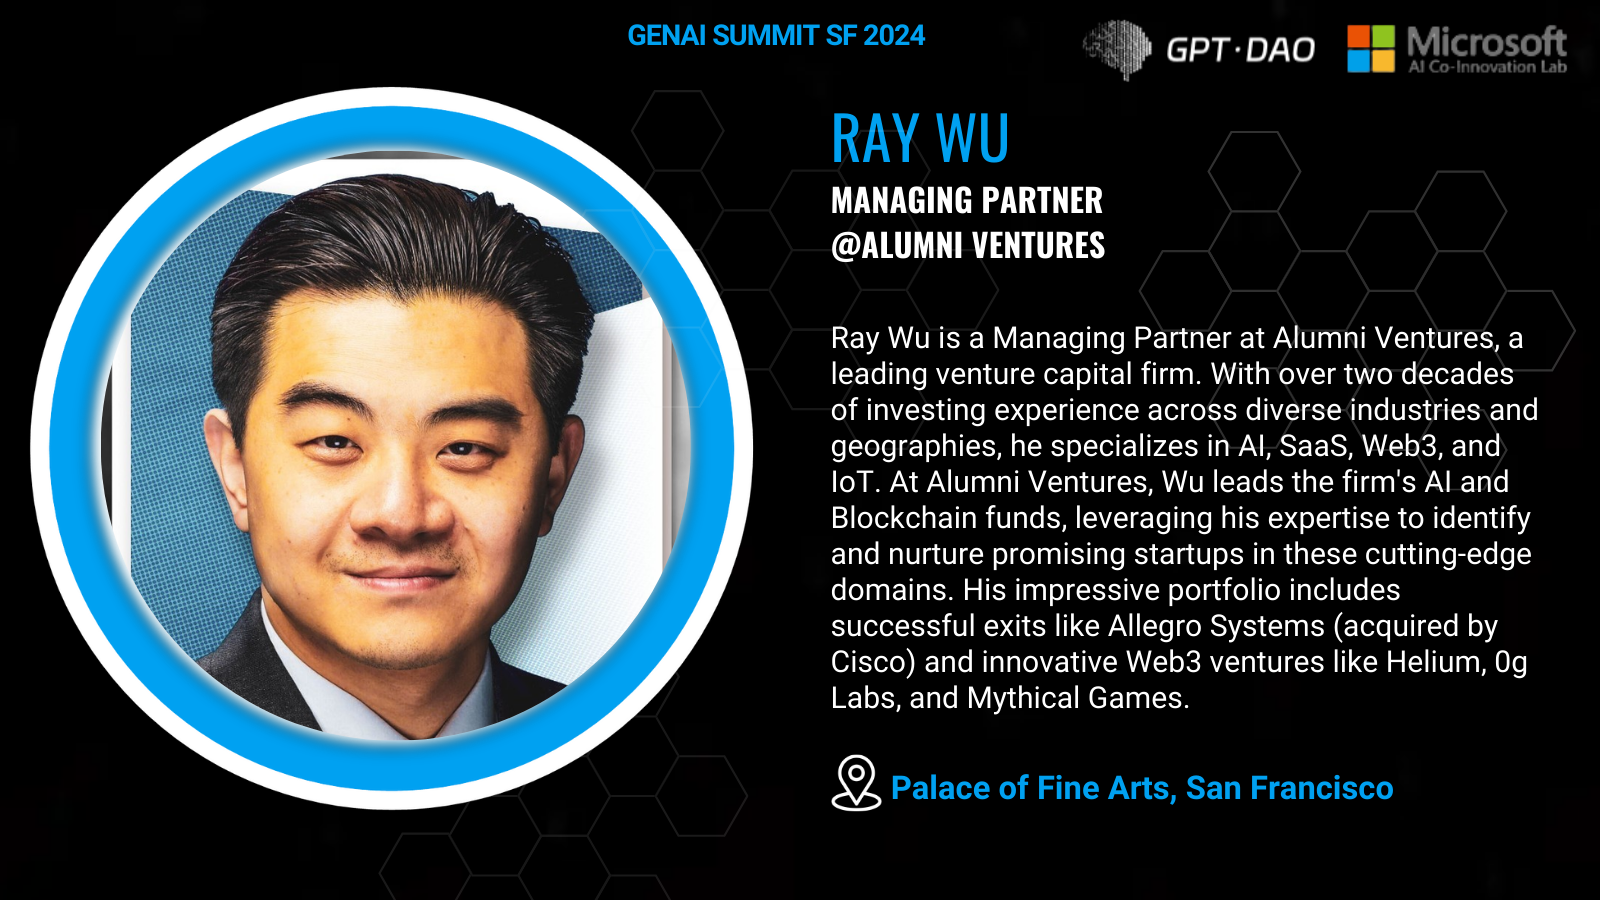 GENAI SUMMIT SF 2024
GPT·DAO
Microsoft
AI Co-Innovation Lab
RAY WU
MANAGING PARTNER
@ALUMNI VENTURES
Ray Wu is a Managing Partner at Alumni Ventures, a
leading venture capital firm. With over two decades
of investing experience across diverse industries and
geographies, he specializes in AI, SaaS, Web3, and
IoT. At Alumni Ventures, Wu leads the firm's AI and
Blockchain funds, leveraging his expertise to identify
and nurture promising startups in these cutting-edge
domains. His impressive portfolio includes
successful exits like Allegro Systems (acquired by
Cisco) and innovative Web3 ventures like Helium, 0g
Labs, and Mythical Games.
Palace of Fine Arts, San Francisco